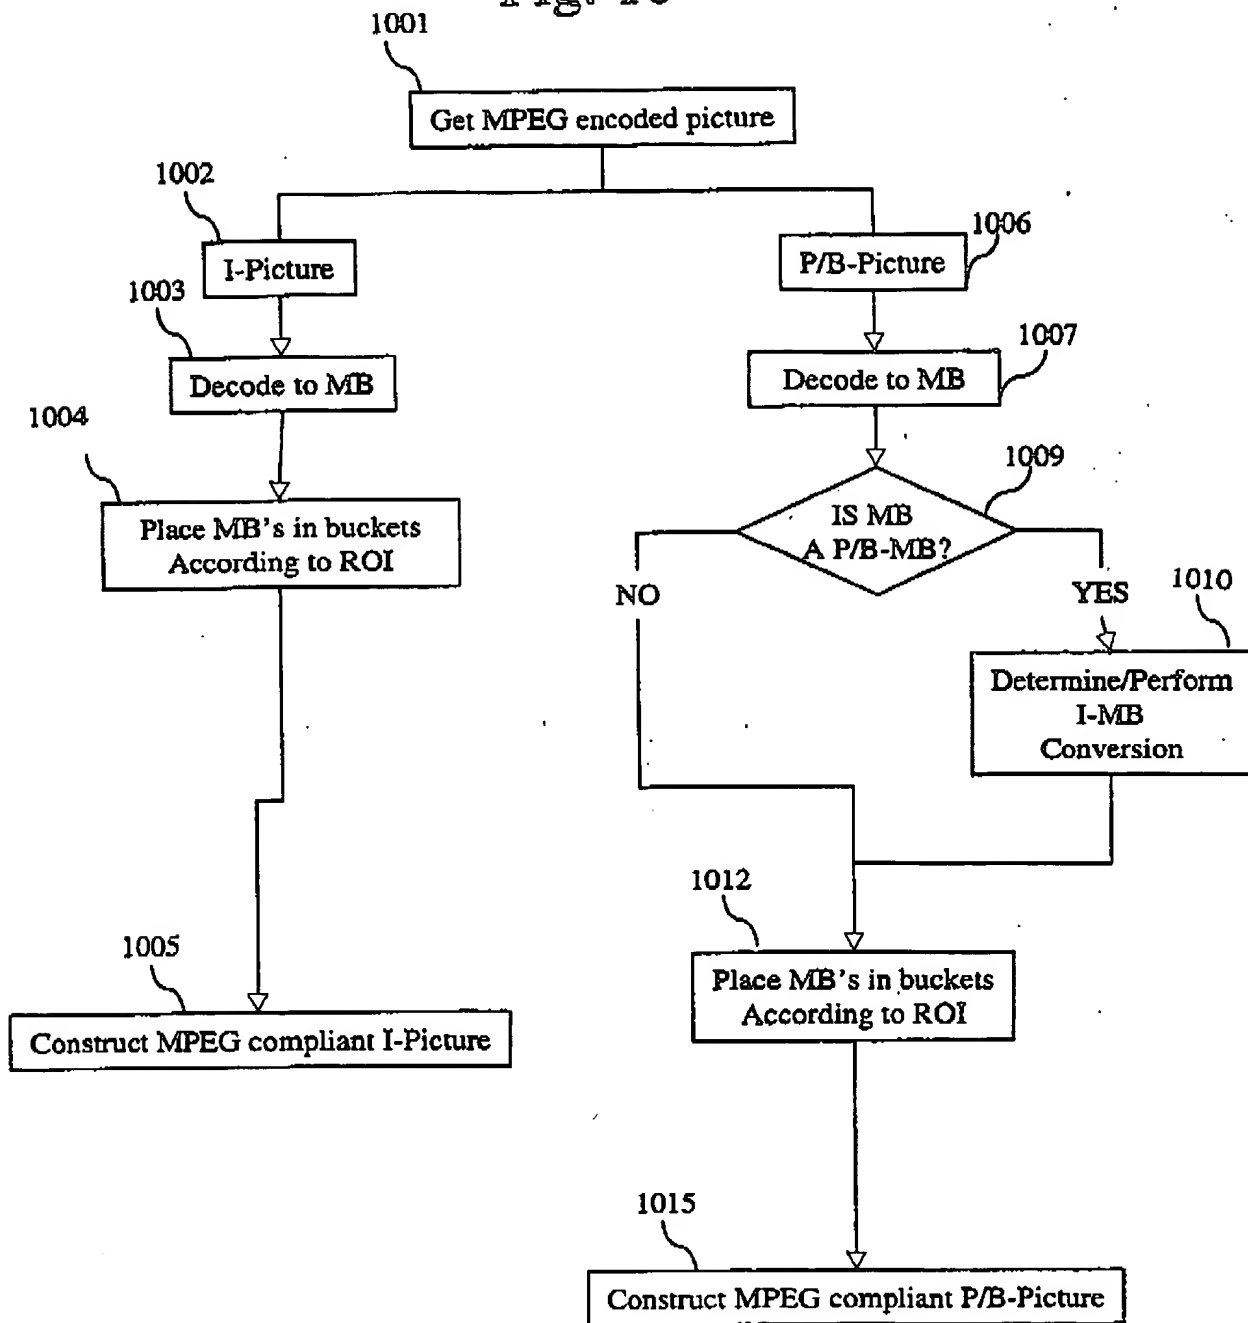 1001
Get MPEG encoded picture
1002
I-Picture
1006
P/B-Picture
1003
Decode to MB
1007
Decode to MB
1004
Place MB's in buckets
According to ROI
1009
IS MB
A P/B-MB?
NO
YES
1010
Determine/Perform
I-MB
Conversion
1012
Place MB's in buckets
According to ROI
1005
Construct MPEG compliant I-Picture
1015
Construct MPEG compliant P/B-Picture